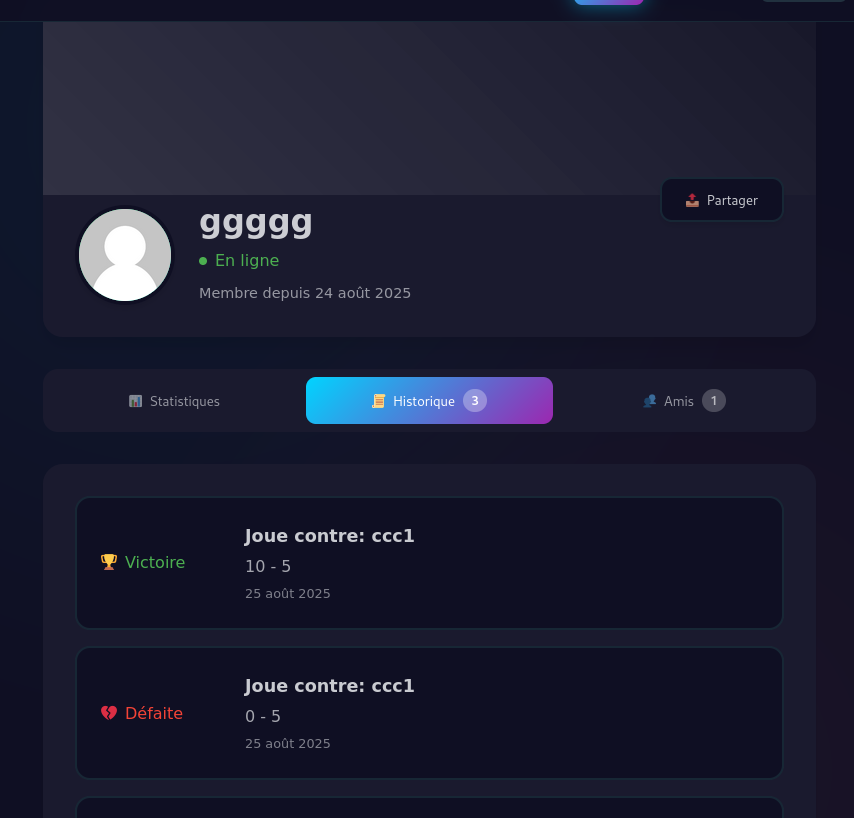 Partager
ggggg
En ligne
Membre depuis 24 août 2025
Statistiques
Historique 3
Amis 1
Joue contre: ccc1
Victoire
10 - 5
25 août 2025
Joue contre: ccc1
Défaite
0 - 5
25 août 2025